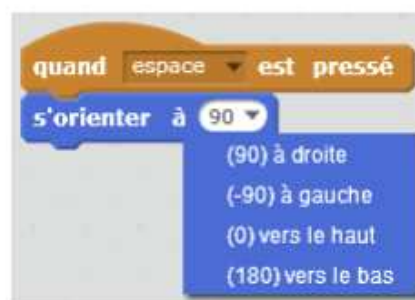 quand espace est pressé
s'orienter à 90
(90) à droite
(-90) à gauche
(0) vers le haut
(180) vers le bas